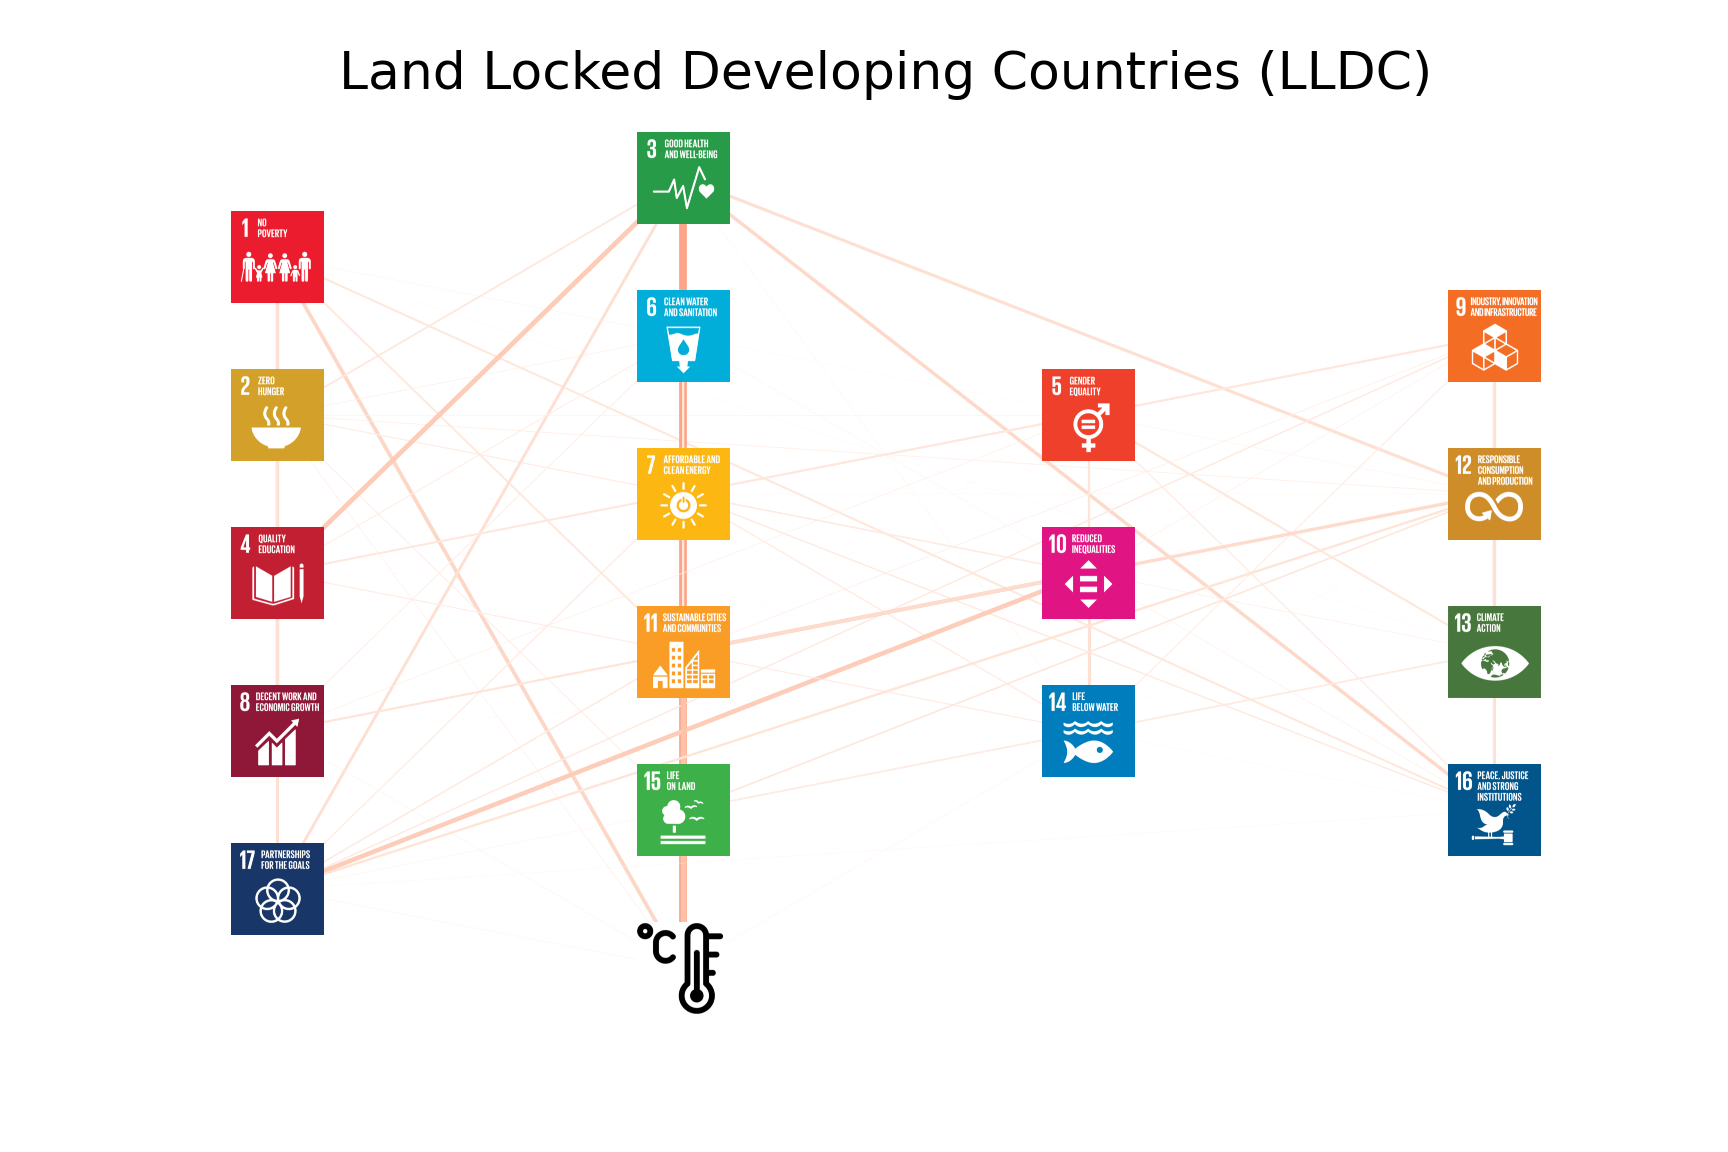 Land Locked Developing Countries (LLDC)
3 GOOD HEALTH
AND WELL-BEING
1 NO
POVERTY
6 CLEAN WATER
AND SANITATION
9 INDUSTRY, INNOVATION
AND INFRASTRUCTURE
2 ZERO
HUNGER
5 GENDER
EQUALITY
7 AFFORDABLE AND
CLEAN ENERGY
12 RESPONSIBLE
CONSUMPTION
AND PRODUCTION
4 QUALITY
EDUCATION
10 REDUCED
INEQUALITIES
11 SUSTAINABLE CITIES
AND COMMUNITIES
13 CLIMATE
ACTION
8 DECENT WORK AND
ECONOMIC GROWTH
14 LIFE
BELOW WATER
15 LIFE
ON LAND
16 PEACE, JUSTICE
AND STRONG
INSTITUTIONS
17 PARTNERSHIPS
FOR THE GOALS
°C